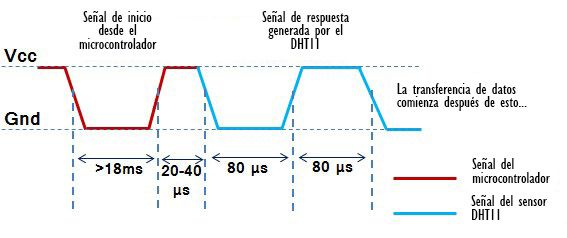 Señal de inicio
desde el
microcontrolador
Señal de respuesta
generada por el
DHT11
Vcc
Gnd
La transferencia de datos
comienza después de esto...
>18ms
20-40
µs
80 µs
80 µs
Señal del
microcontrolador
Señal del sensor
DHT11